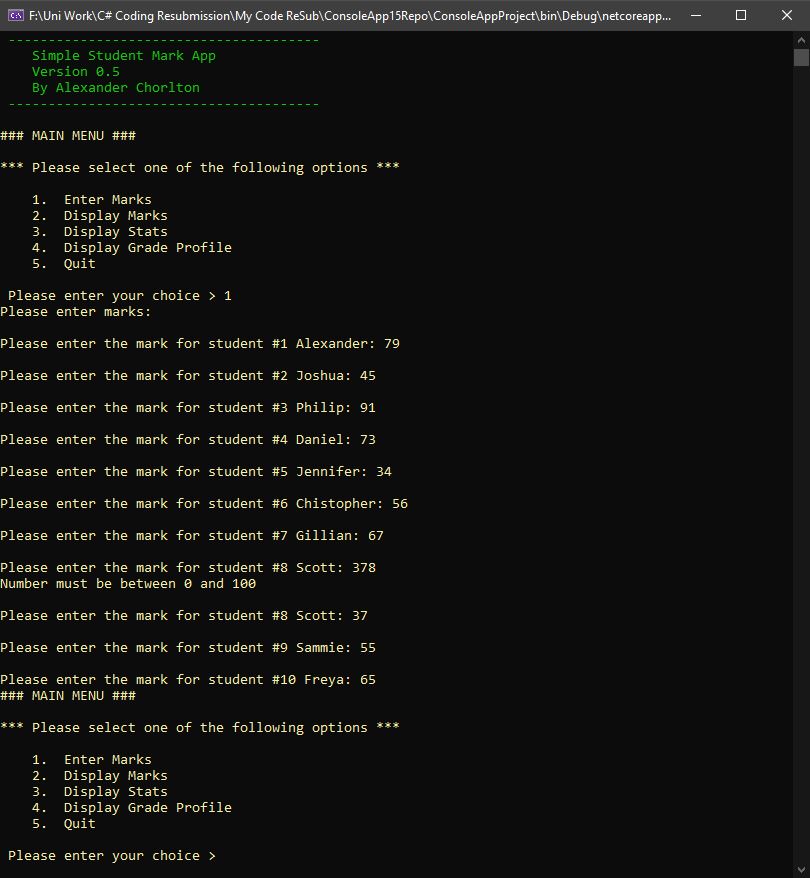 F:\Uni Work\C# Coding Resubmission\My Code ReSub\ConsoleApp15Repo\ConsoleAppProject\bin\Debug\netcoreapp...
---------------------------------------
Simple Student Mark App
Version 0.5
By Alexander Chorlton
---------------------------------------
### MAIN MENU ###
*** Please select one of the following options ***
1. Enter Marks
2. Display Marks
3. Display Stats
4. Display Grade Profile
5. Quit
Please enter your choice > 1
Please enter marks:
Please enter the mark for student #1 Alexander: 79
Please enter the mark for student #2 Joshua: 45
Please enter the mark for student #3 Philip: 91
Please enter the mark for student #4 Daniel: 73
Please enter the mark for student #5 Jennifer: 34
Please enter the mark for student #6 Chistopher: 56
Please enter the mark for student #7 Gillian: 67
Please enter the mark for student #8 Scott: 378
Number must be between 0 and 100
Please enter the mark for student #8 Scott: 37
Please enter the mark for student #9 Sammie: 55
Please enter the mark for student #10 Freya: 65
### MAIN MENU ###
*** Please select one of the following options ***
1. Enter Marks
2. Display Marks
3. Display Stats
4. Display Grade Profile
5. Quit
Please enter your choice >